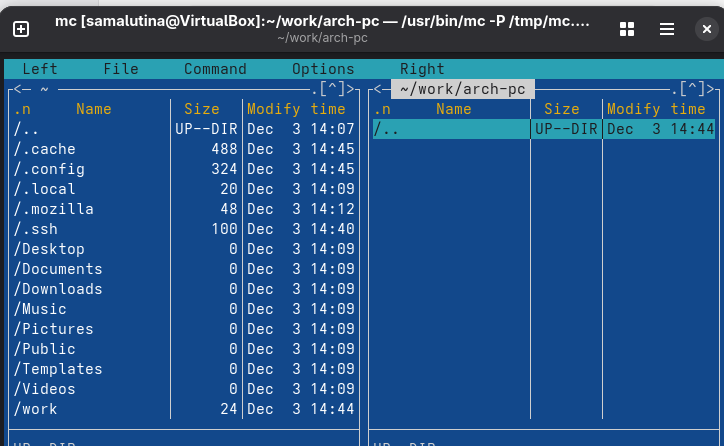 mc [samalutina@VirtualBox]:~/work/arch-pc — /usr/bin/mc -P /tmp/mc....
~/work/arch-pc
Left File Command Options Right
<— ~ .[^]> <— ~/work/arch-pc .[^]>
.n Name Size Modify time .n Name Size Modify time
/.. UP--DIR Dec 3 14:07 /.. UP--DIR Dec 3 14:44
/.cache 488 Dec 3 14:45
/.config 324 Dec 3 14:45
/.local 20 Dec 3 14:09
/.mozilla 48 Dec 3 14:12
/.ssh 100 Dec 3 14:40
/Desktop 0 Dec 3 14:09
/Documents 0 Dec 3 14:09
/Downloads 0 Dec 3 14:09
/Music 0 Dec 3 14:09
/Pictures 0 Dec 3 14:09
/Public 0 Dec 3 14:09
/Templates 0 Dec 3 14:09
/Videos 0 Dec 3 14:09
/work 24 Dec 3 14:44
UP--DIR UP--DIR